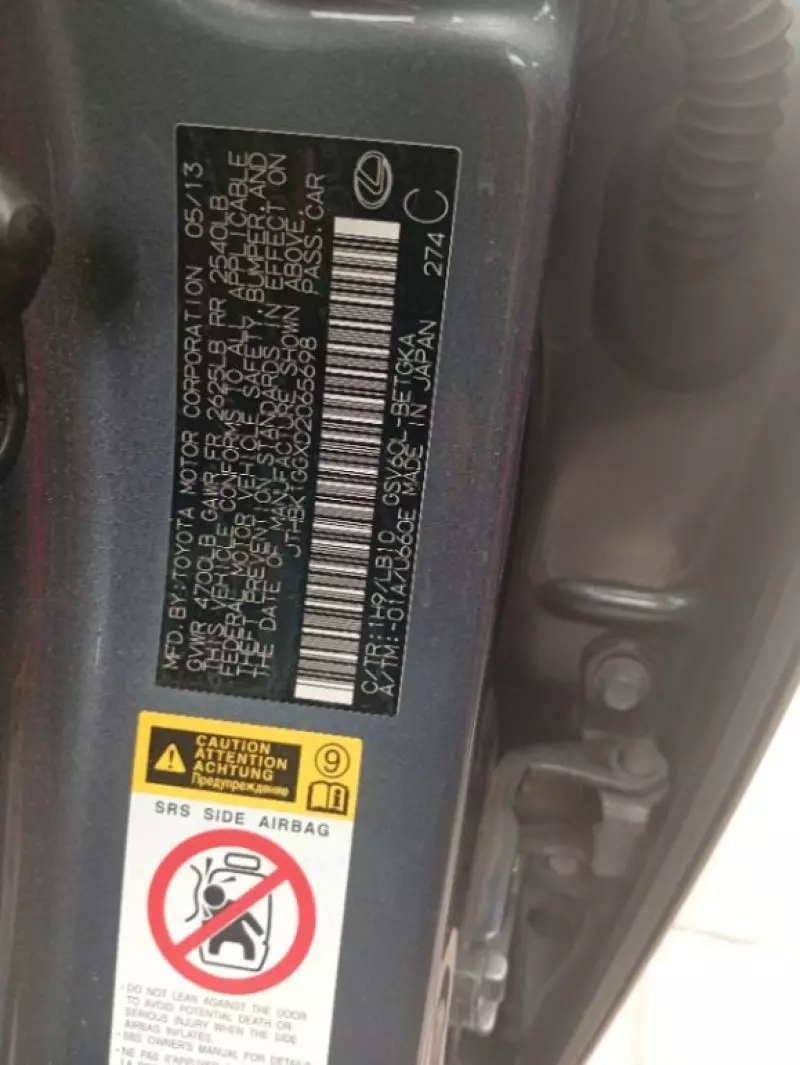 MFD.BY:TOYOTA MOTOR CORPORATION 05/13
GVWR 4700LB GAWR FR 2625LB RR 2540LB
THIS VEHICLE CONFORMS TO ALL APPLICABLE
FEDERAL MOTOR VEHICLE SAFETY, BUMPER, AND
THEFT PREVENTION STANDARDS IN EFFECT ON
THE DATE OF MANUFACTURE SHOWN ABOVE.
JTHBK1GGXD2065698 PASS.CAR
C/TR:1H9/LB10 GSV60L-BETGKA 274 C
A/TM:-01A/U660E MADE IN JAPAN
CAUTION
ATTENTION
ACHTUNG
Предупреждение
9
SRS SIDE AIRBAG
• DO NOT LEAN AGAINST THE DOOR
TO AVOID POTENTIAL DEATH OR
SERIOUS INJURY WHEN THE SIDE
AIRBAG INFLATES.
• SEE OWNER'S MANUAL FOR DETAILS